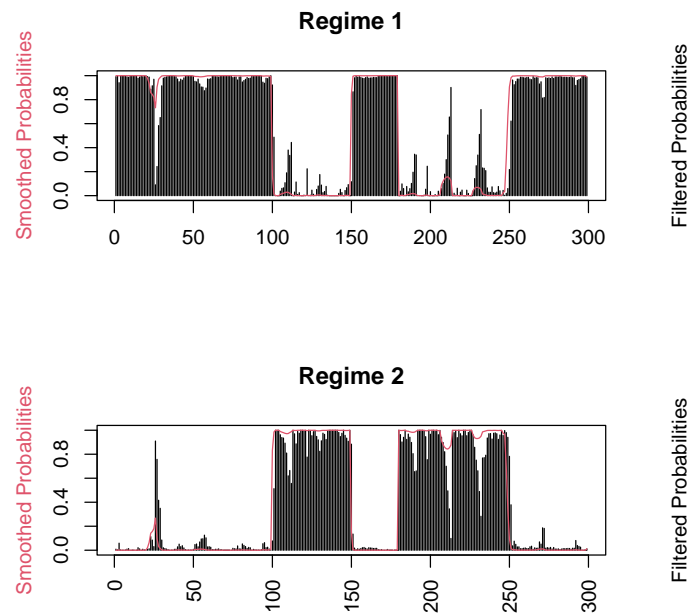 Regime 1
Smoothed Probabilities
Filtered Probabilities
0.8
0.4
0.0
0 50 100 150 200 250 300
Regime 2
Smoothed Probabilities
Filtered Probabilities
0.8
0.4
0.0
0 50 100 150 200 250 300